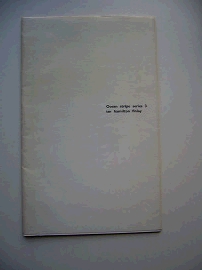 Ocean stripe series 5
ian hamilton finlay